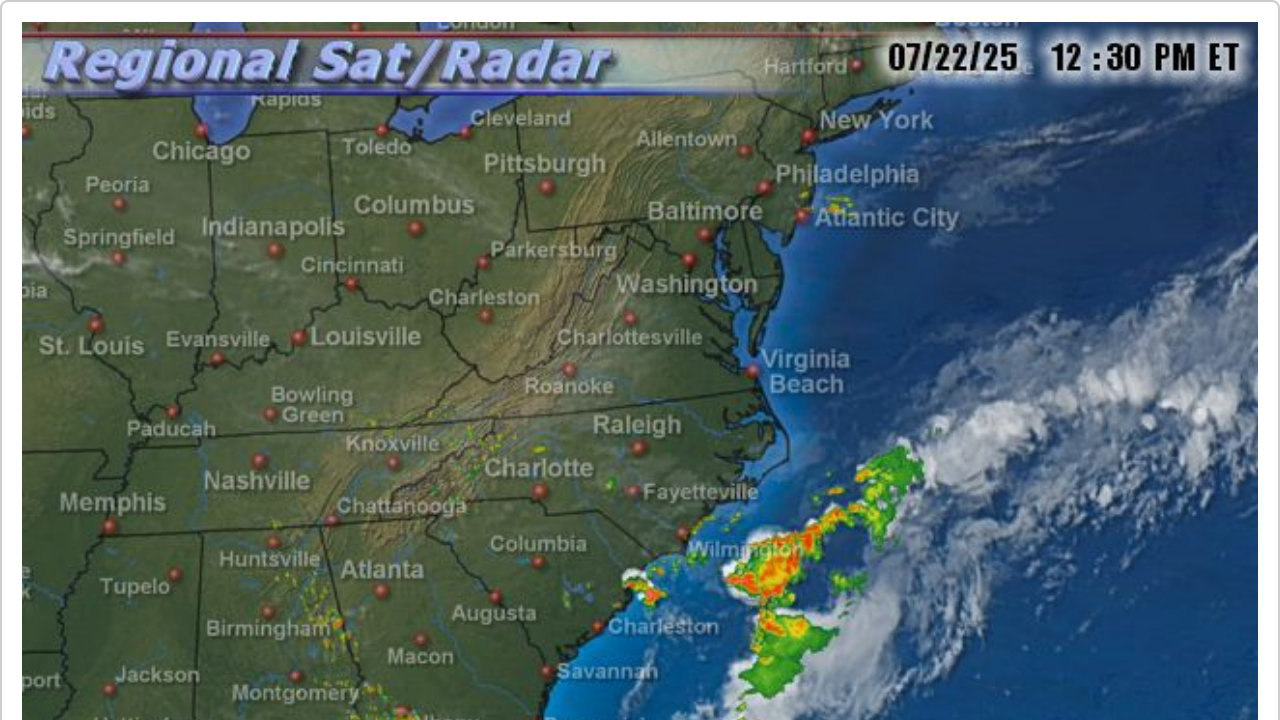 Regional Sat/Radar
07/22/25 12:30 PM ET
Hartford
Rapids
Cleveland
New York
Chicago
Toledo
Allentown
Pittsburgh
Philadelphia
Peoria
Columbus
Baltimore
Atlantic City
Indianapolis
Springfield
Parkersburg
Cincinnati
Washington
Charleston
St. Louis
Evansville
Louisville
Charlottesville
Virginia
Beach
Roanoke
Bowling
Green
Paducah
Raleigh
Knoxville
Nashville
Charlotte
Memphis
Chattanooga
Fayetteville
Huntsville
Columbia
Wilmington
Tupelo
Atlanta
Augusta
Birmingham
Charleston
Macon
Jackson
Savannah
Montgomery